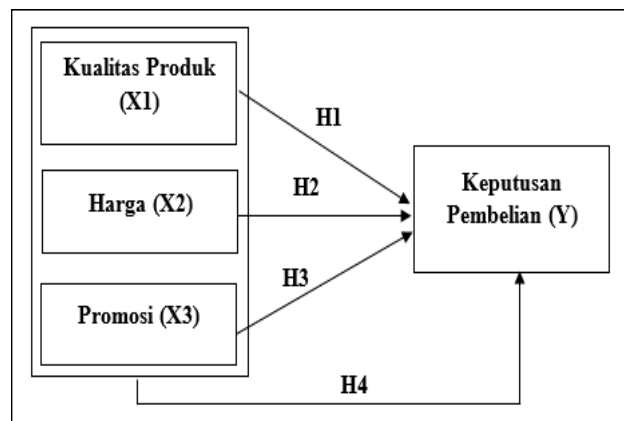 Kualitas Produk
(X1)
H1
Harga (X2)
H2
Keputusan
Pembelian (Y)
Promosi (X3)
H3
H4